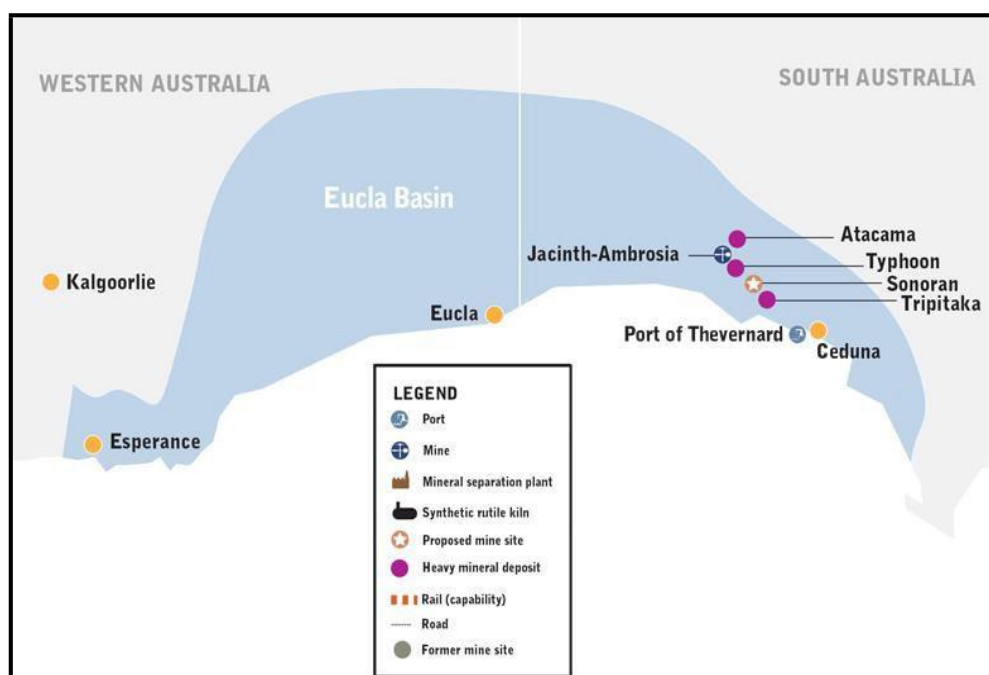 WESTERN AUSTRALIA
SOUTH AUSTRALIA
Eucla Basin
Atacama
Jacinth-Ambrosia
Typhoon
Kalgoorlie
Sonoran
Tripitaka
Eucla
Port of Thevernard
Ceduna
Esperance
LEGEND
Port
Mine
Mineral separation plant
Synthetic rutile kiln
Proposed mine site
Heavy mineral deposit
Rail (capability)
Road
Former mine site